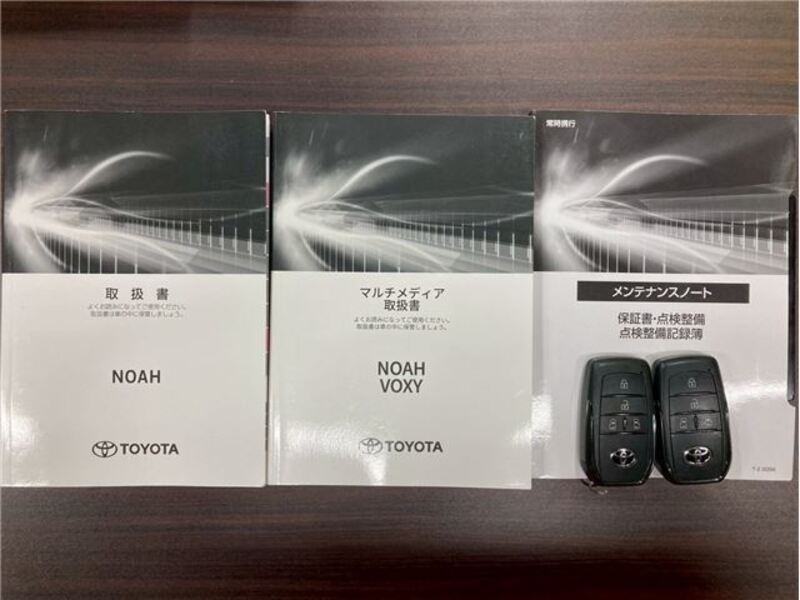 取扱書
よくお読みになってご使用ください。
取扱書は車の中に保管しましょう。
NOAH
TOYOTA
マルチメディア
取扱書
よくお読みになってご使用ください。
取扱書は車の中に保管しましょう。
NOAH
VOXY
TOYOTA
常時携行
メンテナンスノート
保証書・点検整備
点検整備記録簿